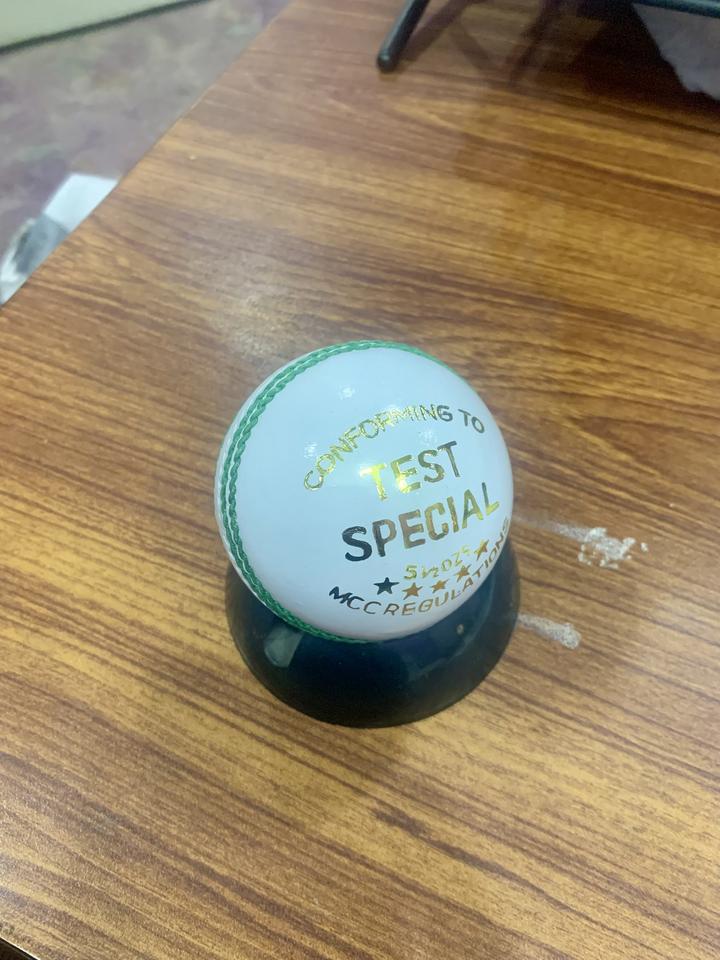 CONFORMING TO
TEST
SPECIAL
5½OZS
MCC REGULATIONS